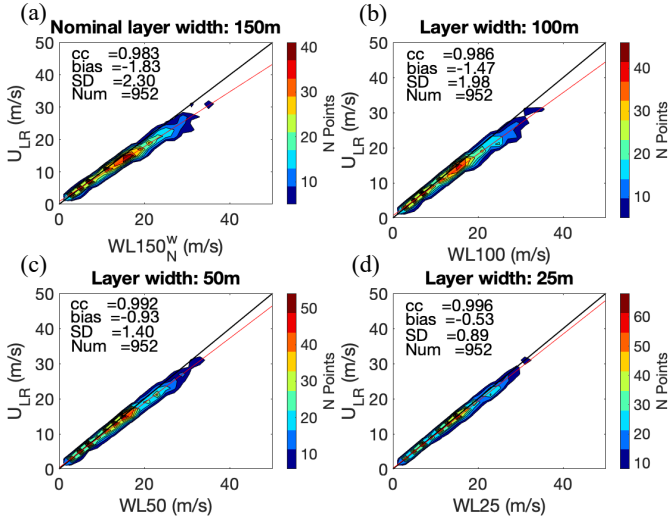 (a) Nominal layer width: 150m
cc =0.983
bias=-1.83
SD =2.30
Num =952
50
40
30
20
10
0
U_LR (m/s)
0 20 40
WL150_N^w (m/s)
40
30
20
10
N Points
(b) Layer width: 100m
cc =0.986
bias =-1.47
SD =1.98
Num =952
50
40
30
20
10
0
U_LR (m/s)
0 20 40
WL100 (m/s)
40
30
20
10
N Points
(c) Layer width: 50m
cc =0.992
bias =-0.93
SD =1.40
Num =952
50
40
30
20
10
0
U_LR (m/s)
0 20 40
WL50 (m/s)
50
40
30
20
10
N Points
(d) Layer width: 25m
cc =0.996
bias =-0.53
SD =0.89
Num =952
50
40
30
20
10
0
U_LR (m/s)
0 20 40
WL25 (m/s)
60
50
40
30
20
10
N Points